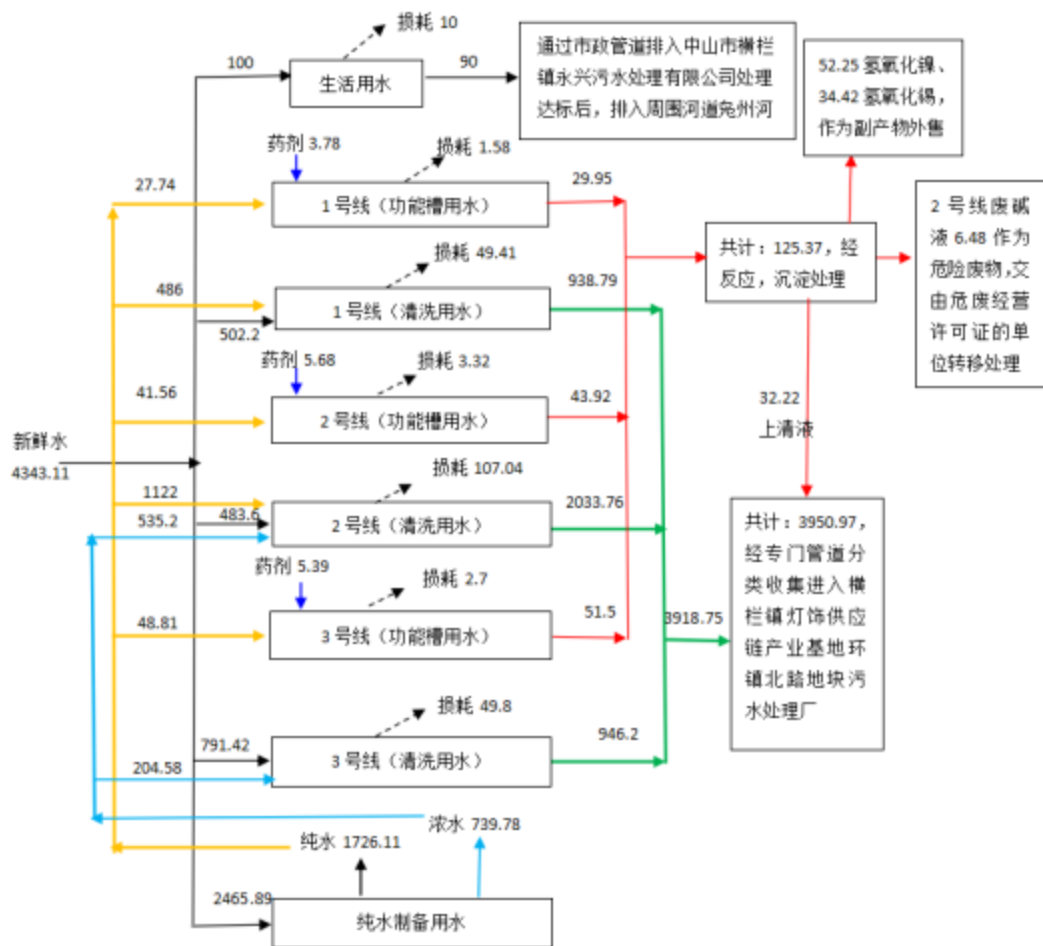 损耗 10
100
生活用水
90
通过市政管道排入中山市横栏
镇永兴污水处理有限公司处理
达标后，排入周围河道凫洲河
52.25 氢氧化镍、
34.42 氢氧化锡，
作为副产物外售
药剂 3.78
损耗 1.58
27.74
1号线（功能槽用水）
29.95
损耗 49.41
486
502.2
1号线（清洗用水）
938.79
共计：125.37，经
反应，沉淀处理
2 号线废碱
液 6.48 作为
危险废物，交
由危废经营
许可证的单
位转移处理
药剂 5.68
损耗 3.32
41.56
2 号线（功能槽用水）
43.92
32.22
上清液
新鲜水
4343.11
损耗 107.04
1122
535.2
483.6
2 号线（清洗用水）
2033.76
药剂 5.39
损耗 2.7
48.81
3 号线（功能槽用水）
51.5
3918.75
共计：3950.97，
经专门管道分
类收集进入横
栏镇灯饰供应
链产业基地环
镇北路地块污
水处理厂
损耗 49.8
791.42
204.58
3 号线（清洗用水）
946.2
浓水 739.78
纯水 1726.11
2465.89
纯水制备用水